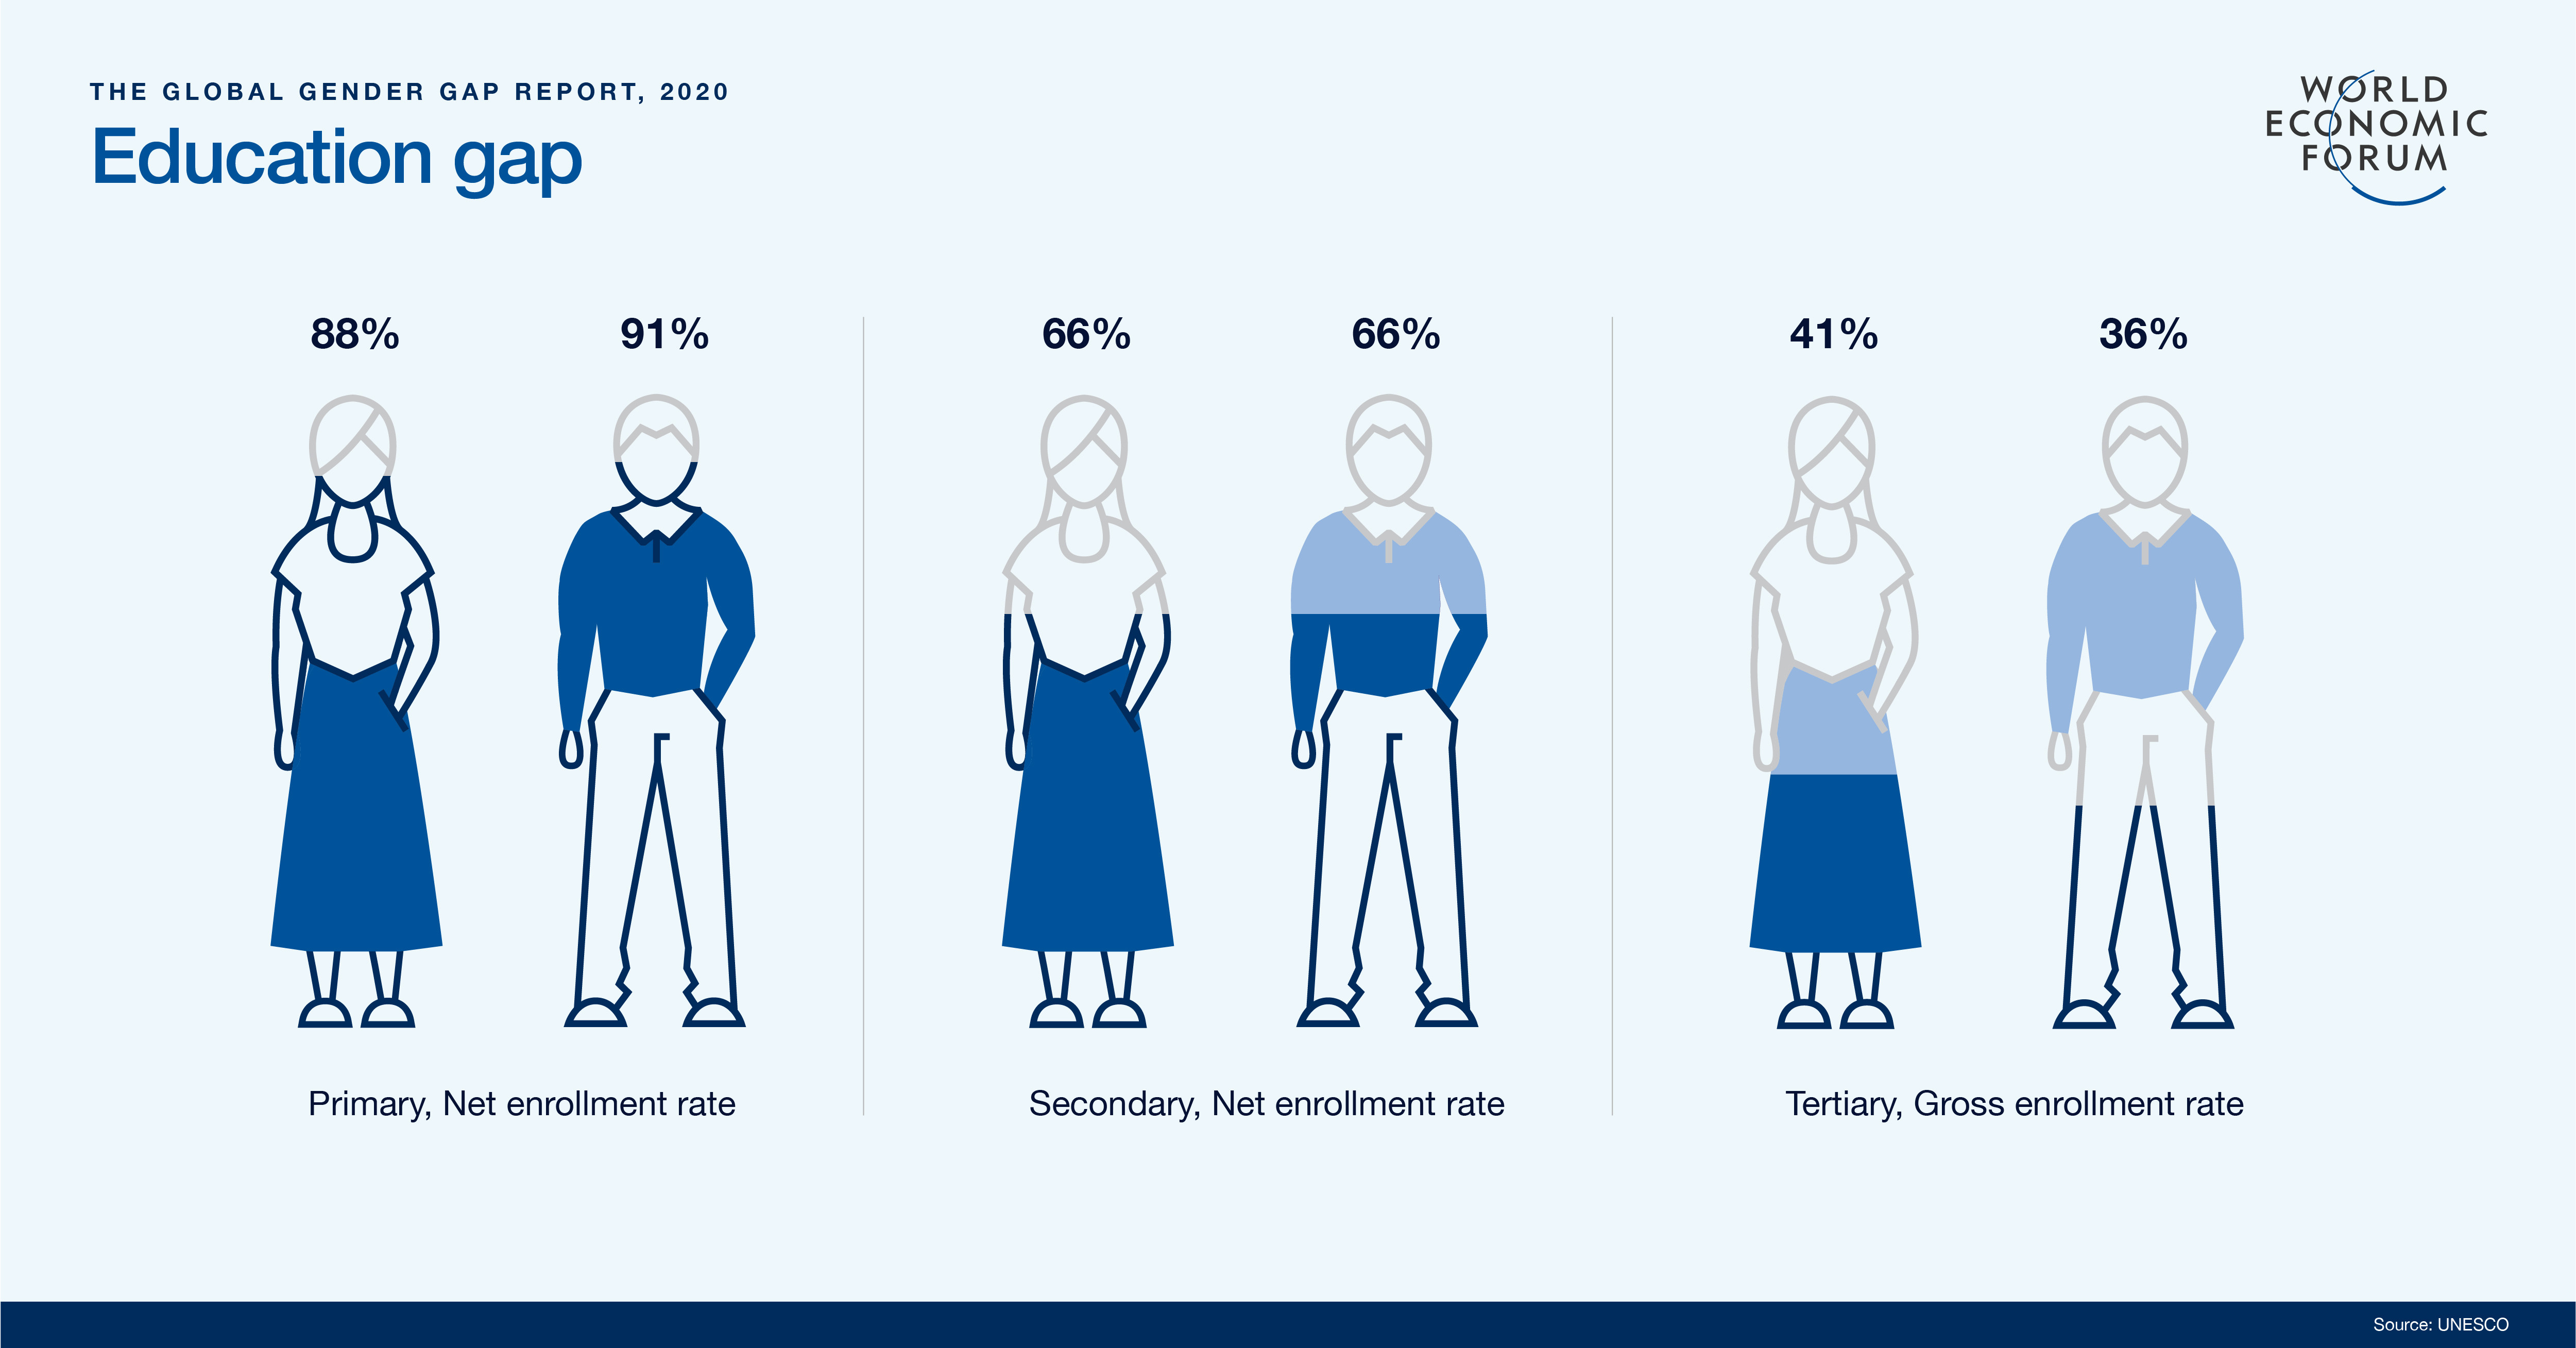 THE GLOBAL GENDER GAP REPORT, 2020
Education gap
WORLD
ECONOMIC
FORUM
88%
91%
66%
66%
41%
36%
Primary, Net enrollment rate
Secondary, Net enrollment rate
Tertiary, Gross enrollment rate
Source: UNESCO